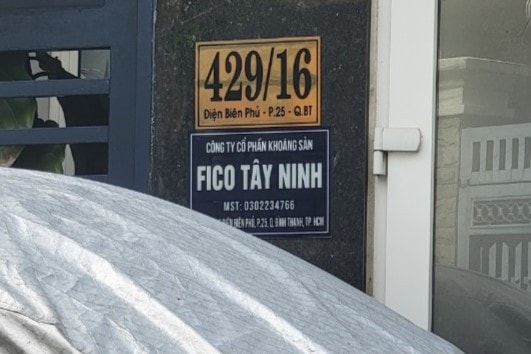 429/16
Điện Biên Phủ - P.25 - Q.BT
CÔNG TY CỔ PHẦN KHOÁNG SẢN
FICO TÂY NINH
MST: 0302234766
ĐIỆN BIÊN PHỦ, P.25, Q. BÌNH THẠNH, TP. HCM